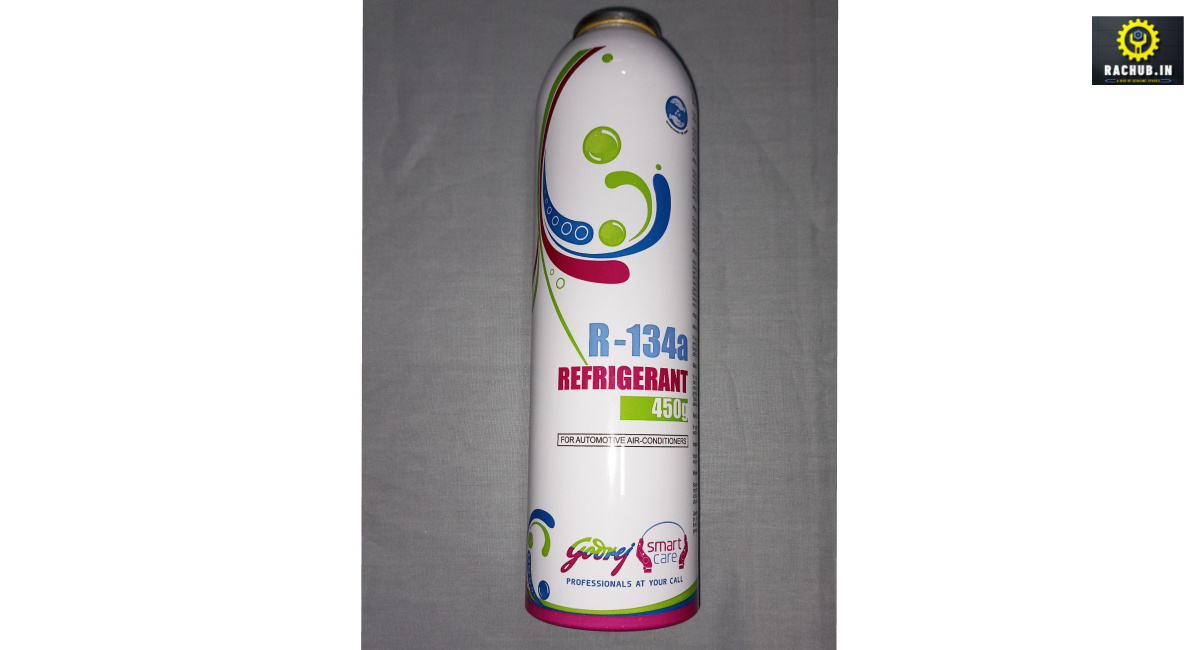 RACHUB.IN
R-134a
REFRIGERANT
450g
FOR AUTOMOTIVE AIR-CONDITIONERS
Godrej
smart
care
PROFESSIONALS AT YOUR CALL